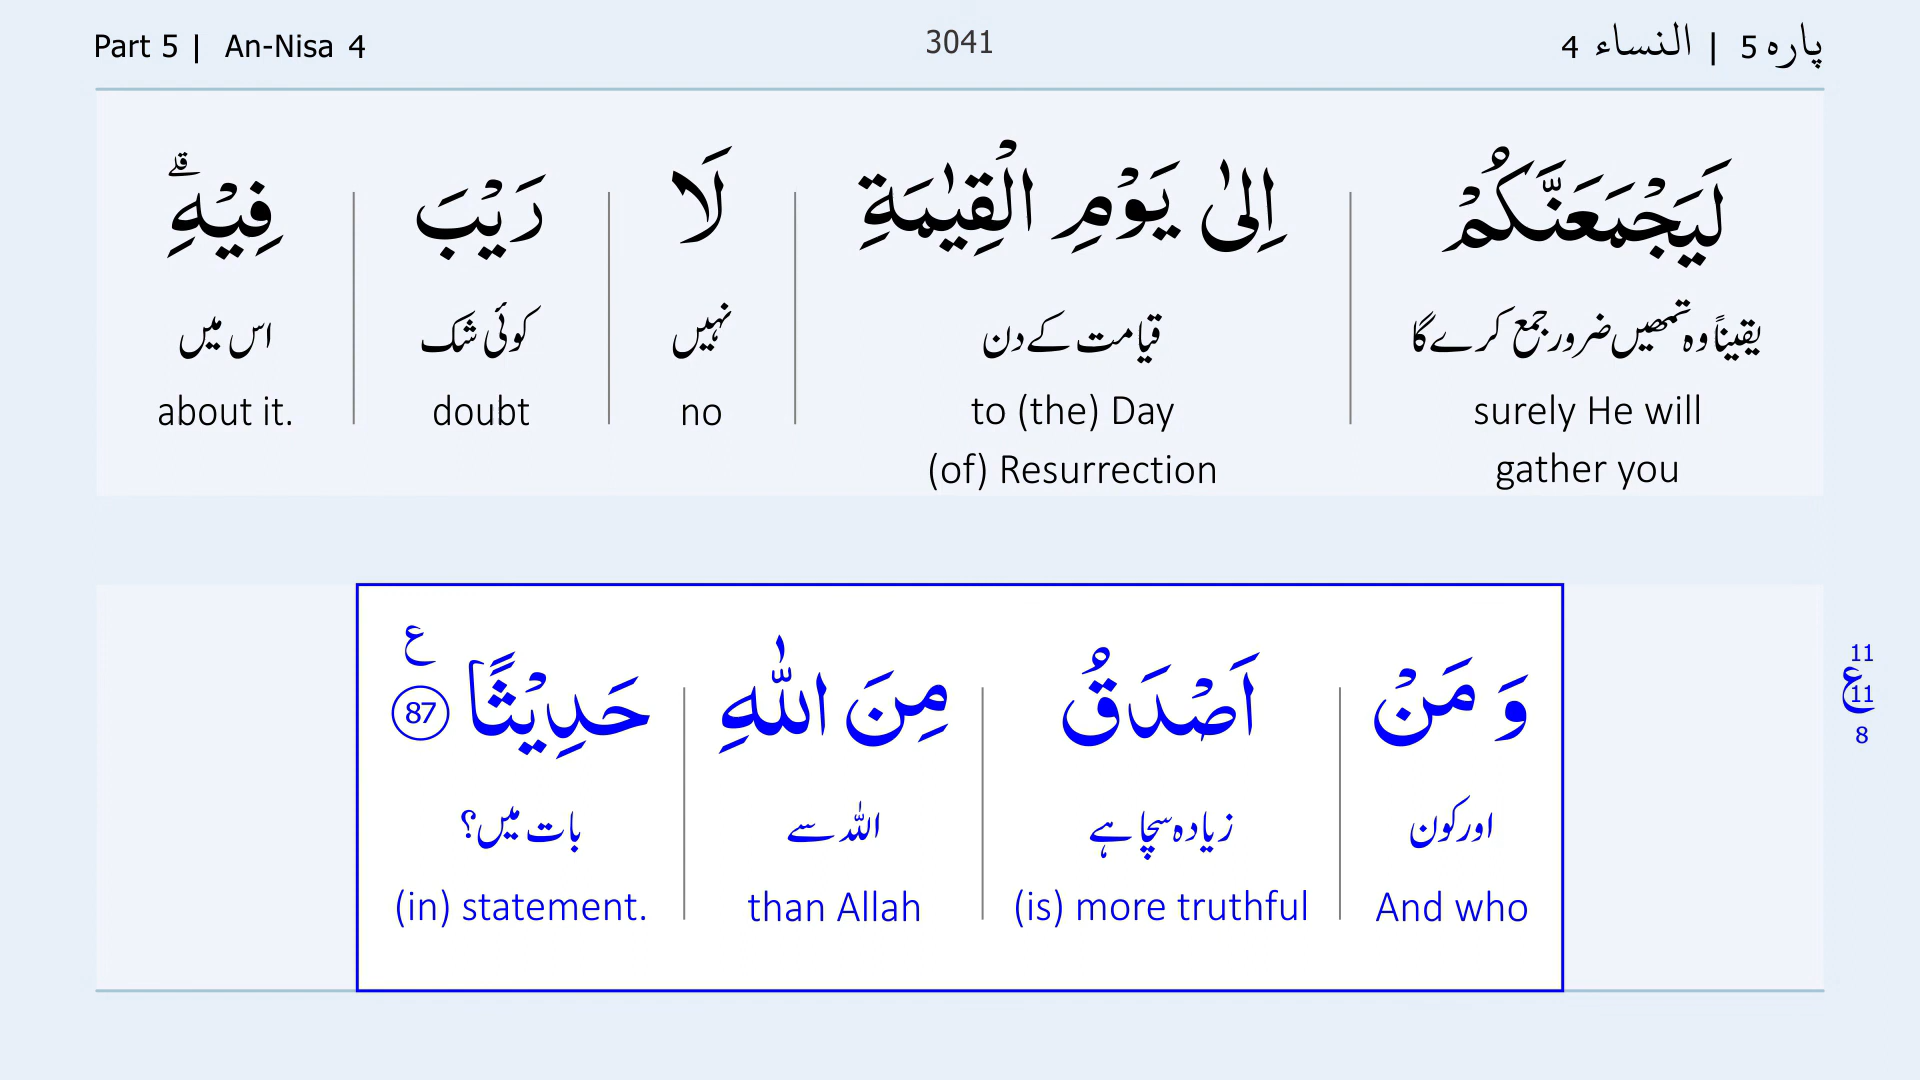 Part 5 | An-Nisa 4
3041
پارہ 5 | النساء 4
لَيَجْمَعَنَّكُمْ اِلٰى يَوْمِ الْقِيٰمَةِ لَا رَيْبَ فِيْهِ ؕۗ
یقیناً وہ تمھیں ضرور جمع کرے گا قیامت کے دن نہیں کوئی شک اس میں
surely He will to (the) Day no doubt about it.
gather you (of) Resurrection
وَ مَنْ اَصْدَقُ مِنَ اللّٰهِ حَدِيْثًا 87 ع
اور کون زیادہ سچا ہے اللہ سے بات میں؟
And who (is) more truthful than Allah (in) statement.
11
ع 11
8